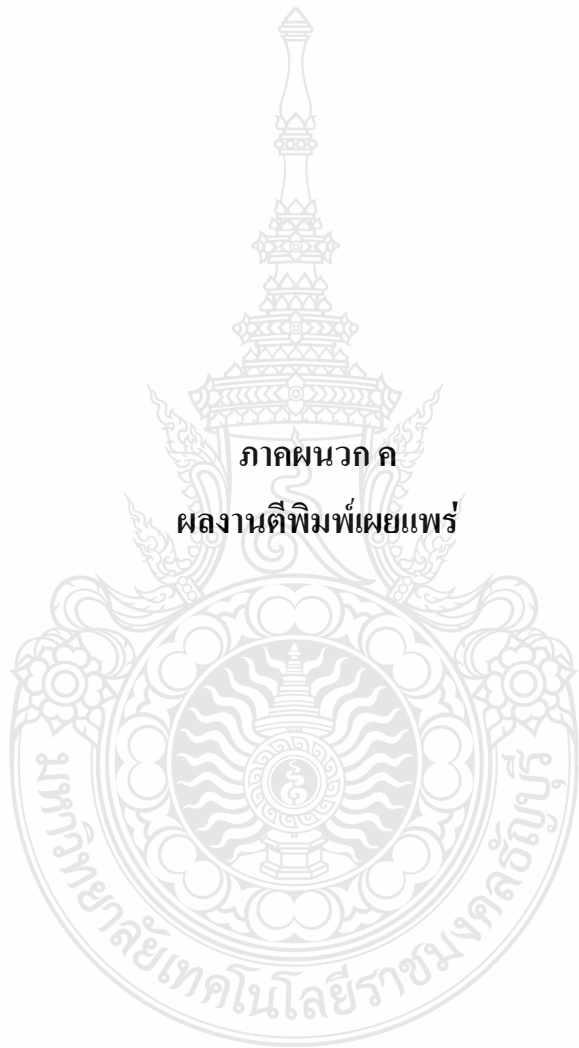 ภาคผนวก ค
ผลงานตีพิมพ์เผยแพร่
มหาวิทยาลัยเทคโนโลยีราชมงคลธัญบุรี